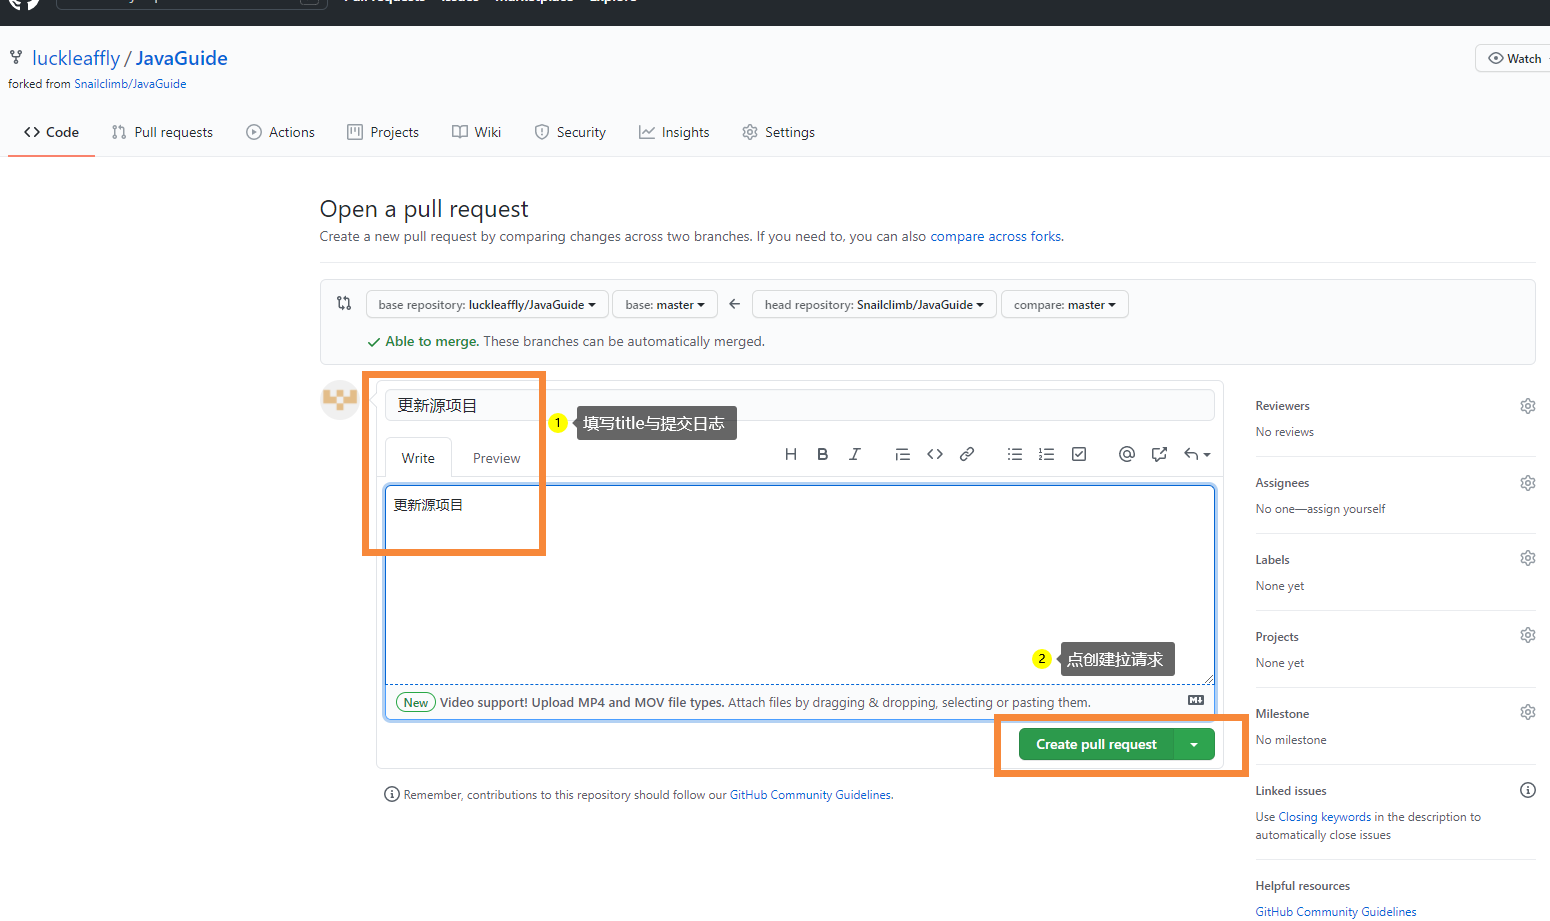 luckleaffly / JavaGuide
Watch
forked from Snailclimb/JavaGuide
Code Pull requests Actions Projects Wiki Security Insights Settings
Open a pull request
Create a new pull request by comparing changes across two branches. If you need to, you can also compare across forks.
base repository: luckleaffly/JavaGuide base: master head repository: Snailclimb/JavaGuide compare: master
Able to merge. These branches can be automatically merged.
更新源项目
1 填写title与提交日志
Write Preview
更新源项目
2 点创建拉请求
New Video support! Upload MP4 and MOV file types. Attach files by dragging & dropping, selecting or pasting them.
Create pull request
Remember, contributions to this repository should follow our GitHub Community Guidelines.
Reviewers
No reviews
Assignees
No one—assign yourself
Labels
None yet
Projects
None yet
Milestone
No milestone
Linked issues
Use Closing keywords in the description to
automatically close issues
Helpful resources
GitHub Community Guidelines